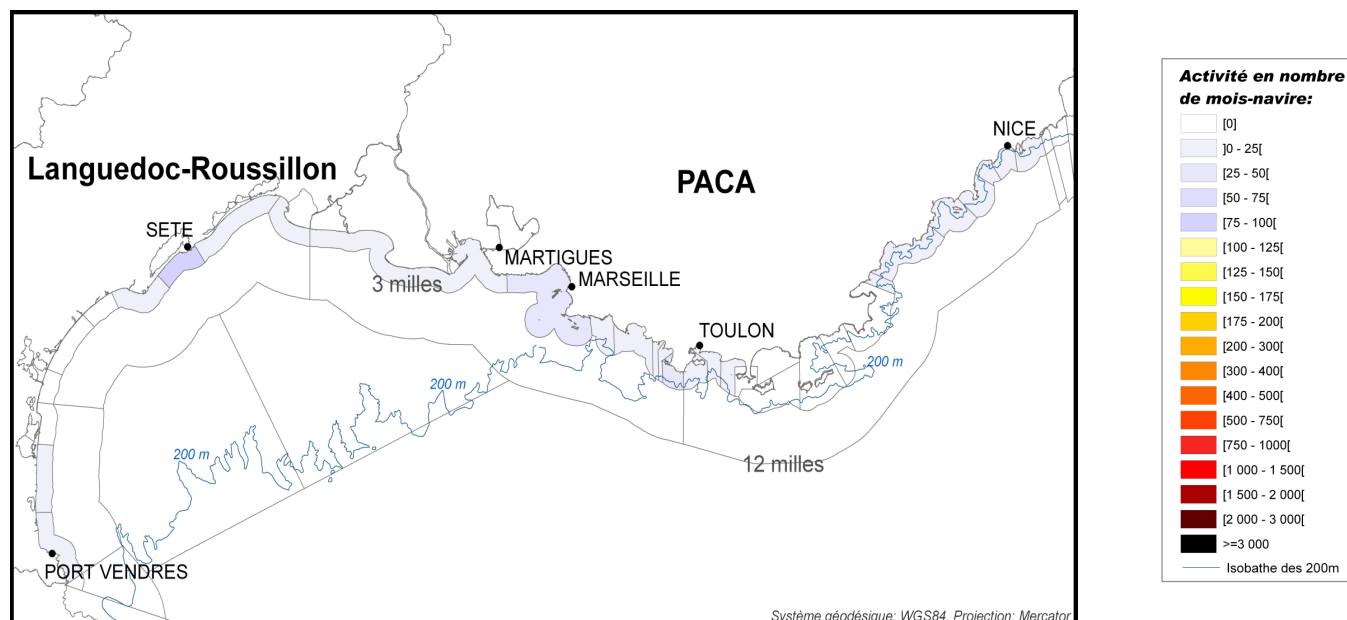 NICE
Languedoc-Roussillon
PACA
SETE
MARTIGUES
MARSEILLE
3 milles
TOULON
200 m
200 m
200 m
12 milles
PORT VENDRES
Système géodésique: WGS84. Projection: Mercator
Activité en nombre
de mois-navire:
[0]
]0 - 25[
[25 - 50[
[50 - 75[
[75 - 100[
[100 - 125[
[125 - 150[
[150 - 175[
[175 - 200[
[200 - 300[
[300 - 400[
[400 - 500[
[500 - 750[
[750 - 1000[
[1 000 - 1 500[
[1 500 - 2 000[
[2 000 - 3 000[
>=3 000
Isobathe des 200m